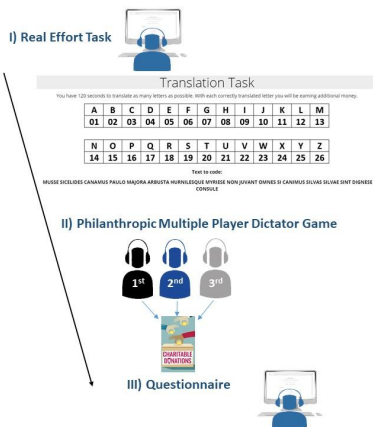 I) Real Effort Task
Translation Task
You have 120 seconds to translate as many letters as possible. With each correctly translated letter you will be earning additional money.
A B C D E F G H I J K L M
01 02 03 04 05 06 07 08 09 10 11 12 13
N O P Q R S T U V W X Y Z
14 15 16 17 18 19 20 21 22 23 24 25 26
Text to code:
MUSSE SICELIDES CANAMUS PAULO MAJORA ARBUSTA HURNILESQUE MYRIESE NON JUVANT OMNES SI CANIMUS SILVAS SILVAE SINT DIGNESE
CONSULE
II) Philanthropic Multiple Player Dictator Game
1st 2nd 3rd
CHARITABLE
DONATIONS
III) Questionnaire